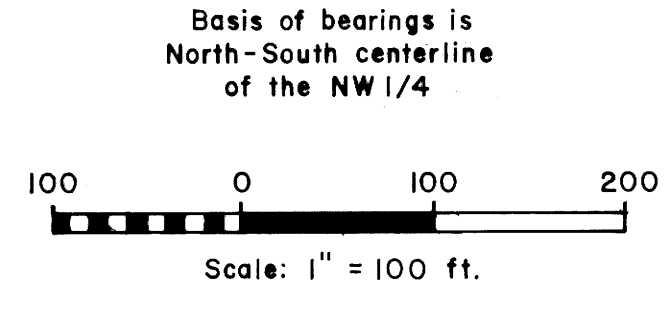 Basis of bearings is
North-South centerline
of the NW 1/4
100 0 100 200
Scale: 1" = 100 ft.